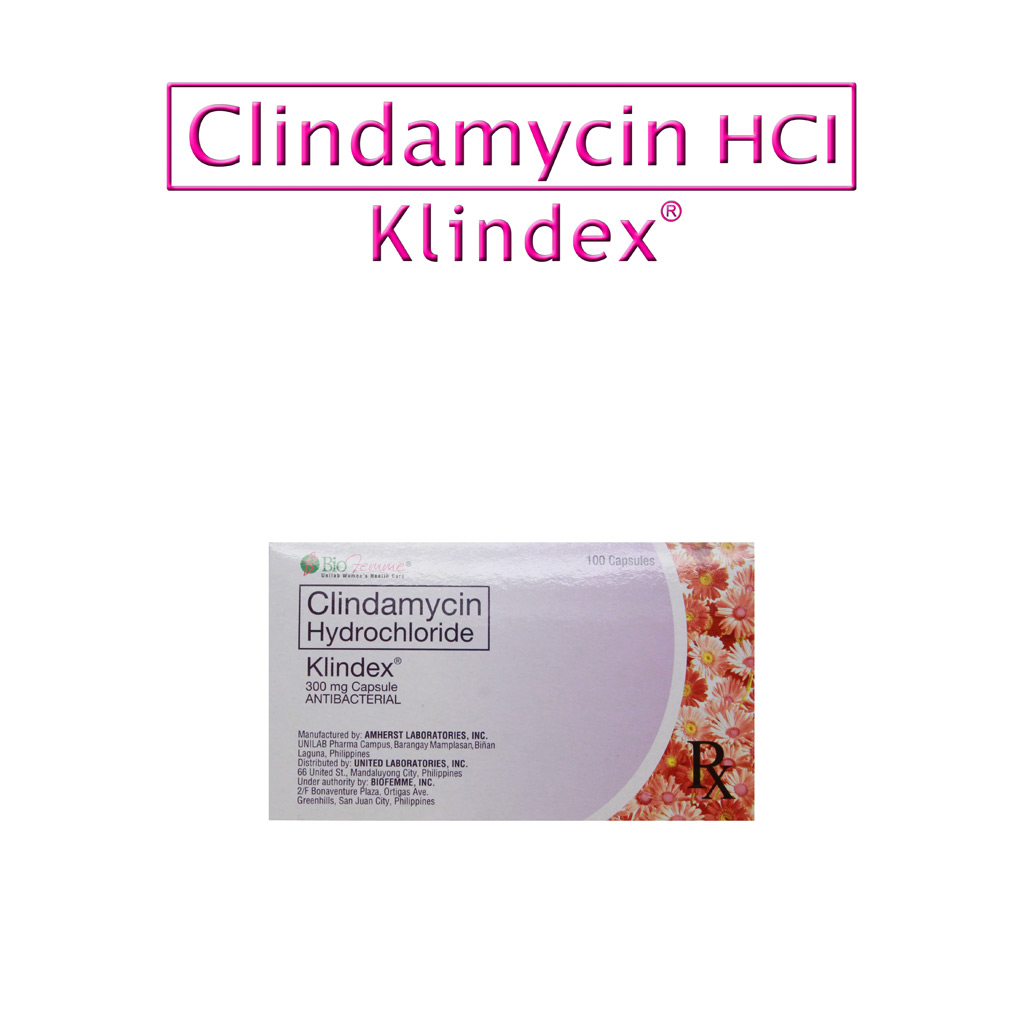 Clindamycin HCl
Klindex®
BioFemme®
Unilab Women's Health Care
100 Capsules
Clindamycin
Hydrochloride
Klindex®
300 mg Capsule
ANTIBACTERIAL
Manufactured by: AMHERST LABORATORIES, INC.
UNILAB Pharma Campus, Barangay Mamplasan, Biñan
Laguna, Philippines
Distributed by: UNITED LABORATORIES, INC.
66 United St., Mandaluyong City, Philippines
Under authority by: BIOFEMME, INC.
2/F Bonaventure Plaza, Ortigas Ave.
Greenhills, San Juan City, Philippines
Rx